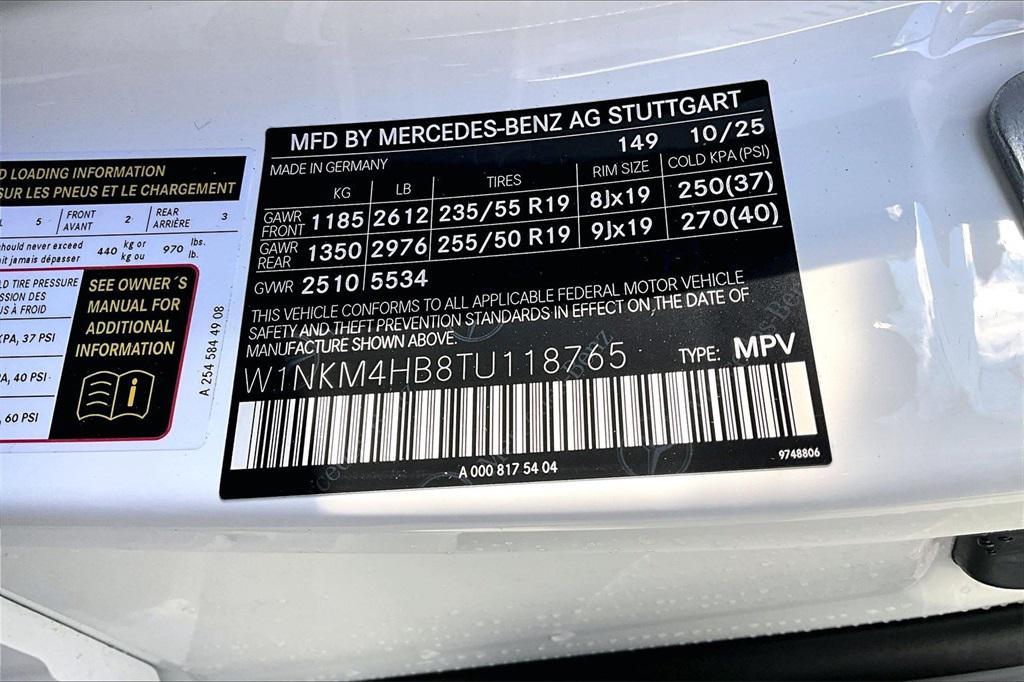 MFD BY MERCEDES-BENZ AG STUTTGART
MADE IN GERMANY 149 10/25
KG LB TIRES RIM SIZE COLD KPA (PSI)
GAWR FRONT 1185 2612 235/55 R19 8Jx19 250(37)
GAWR REAR 1350 2976 255/50 R19 9Jx19 270(40)
GVWR 2510 5534
THIS VEHICLE CONFORMS TO ALL APPLICABLE FEDERAL MOTOR VEHICLE
SAFETY AND THEFT PREVENTION STANDARDS IN EFFECT ON THE DATE OF
MANUFACTURE SHOWN ABOVE.
W1NKM4HB8TU118765 TYPE: MPV
A 000 817 54 04
9748806
LOADING INFORMATION
SUR LES PNEUS ET LE CHARGEMENT
5 FRONT AVANT 2 REAR ARRIÈRE 3
should never exceed 440 kg or 970 lbs.
jamais dépasser kg ou lb.
TIRE PRESSURE
DES
À FROID
KPA, 37 PSI
40 PSI
60 PSI
SEE OWNER'S
MANUAL FOR
ADDITIONAL
INFORMATION
A 254 584 49 08